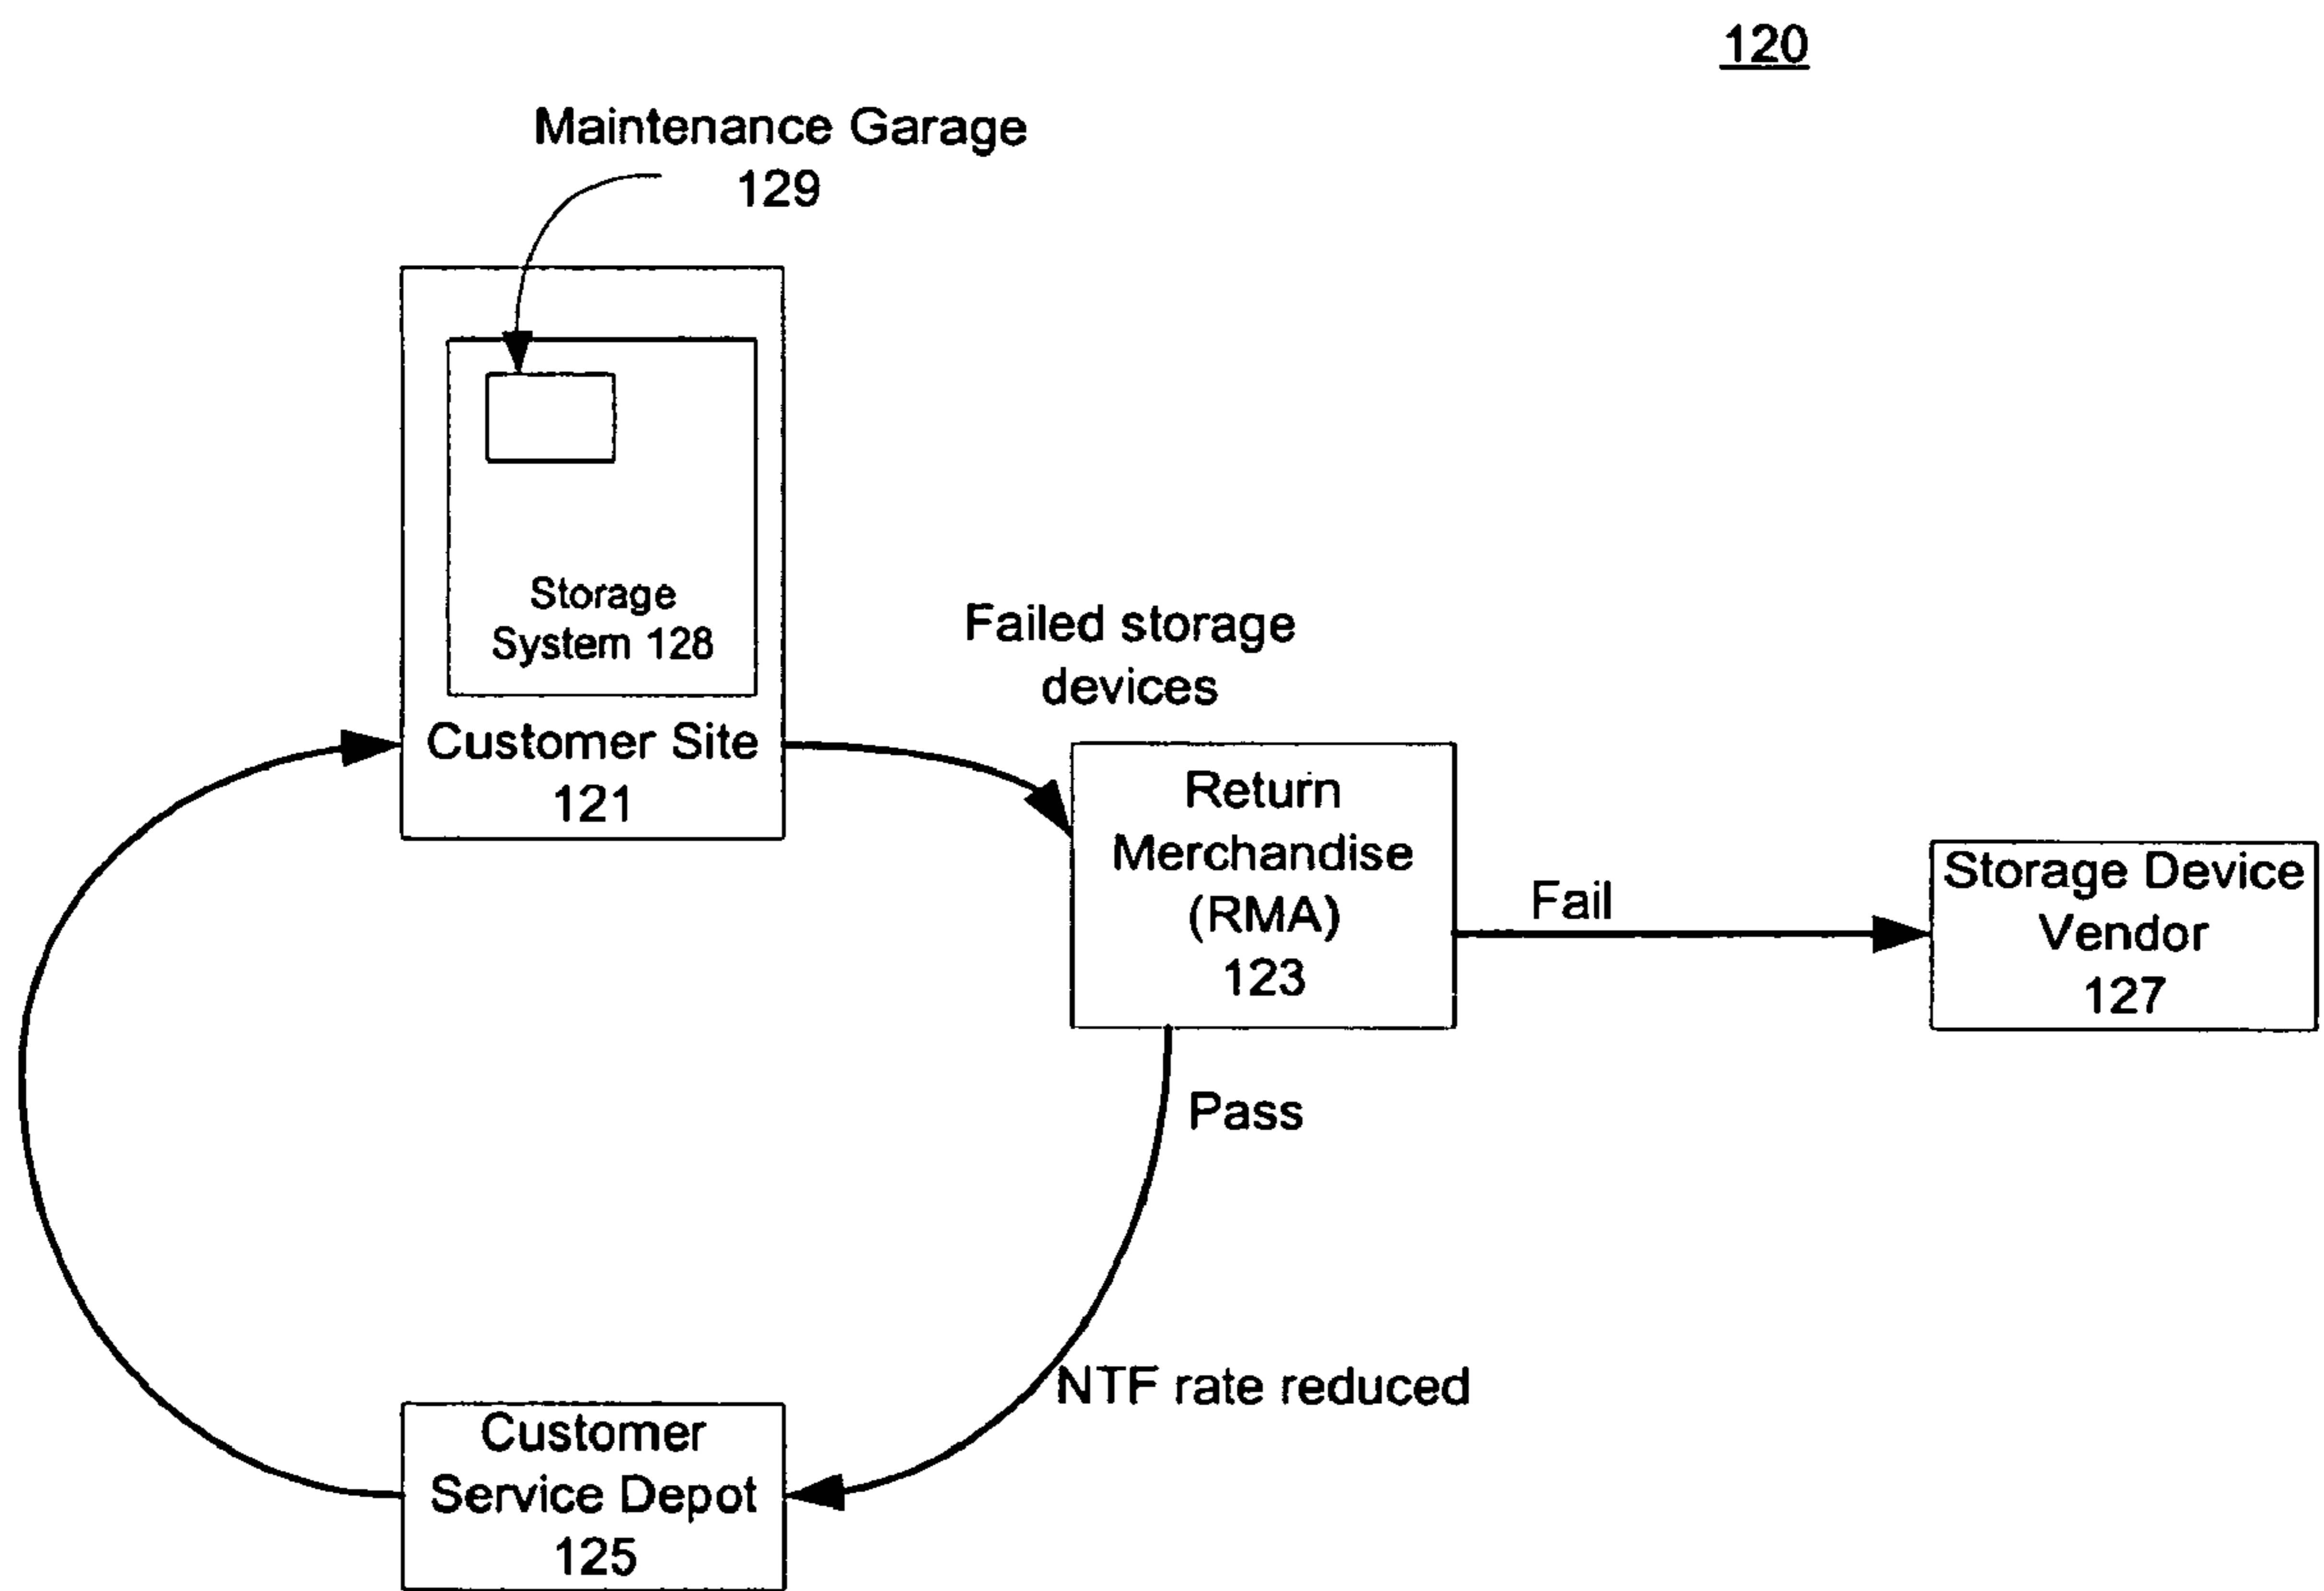 120
Maintenance Garage
129
Storage
System 128
Customer Site
121
Failed storage
devices
Return
Merchandise
(RMA)
123
Fail
Storage Device
Vendor
127
Pass
NTF rate reduced
Customer
Service Depot
125